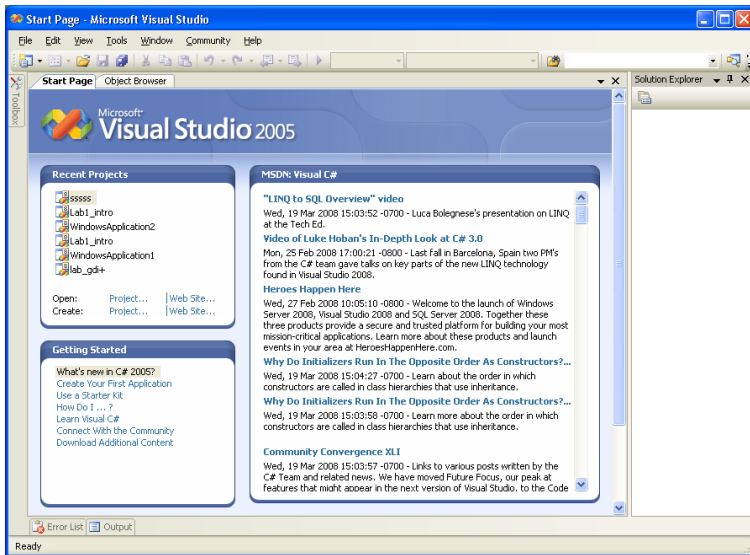 Start Page - Microsoft Visual Studio
File Edit View Tools Window Community Help
Toolbox
Start Page Object Browser
Solution Explorer
Microsoft
Visual Studio 2005
Recent Projects
sssss
Lab1_intro
WindowsApplication2
Lab1_intro
WindowsApplication1
lab_gdi+
Open: Project... | Web Site...
Create: Project... | Web Site...
Getting Started
What's new in C# 2005?
Create Your First Application
Use a Starter Kit
How Do I ... ?
Learn Visual C#
Connect With the Community
Download Additional Content
MSDN: Visual C#
"LINQ to SQL Overview" video
Wed, 19 Mar 2008 15:03:52 -0700 - Luca Bolegnese's presentation on LINQ
at the Tech Ed.
Video of Luke Hoban's In-Depth Look at C# 3.0
Mon, 25 Feb 2008 17:00:21 -0800 - Last fall in Barcelona, Spain two PM's
from the C# team gave talks on key parts of the new LINQ technology
found in Visual Studio 2008.
Heroes Happen Here
Wed, 27 Feb 2008 10:05:10 -0800 - Welcome to the launch of Windows
Server 2008, Visual Studio 2008 and SQL Server 2008. Together these
three products provide a secure and trusted platform for building your most
mission-critical applications. Learn more about these products and launch
events in your area at HeroesHappenHere.com.
Why Do Initializers Run In The Opposite Order As Constructors?...
Wed, 19 Mar 2008 15:04:27 -0700 - Learn about the order in which
constructors are called in class hierarchies that use inheritance.
Why Do Initializers Run In The Opposite Order As Constructors?...
Wed, 19 Mar 2008 15:03:58 -0700 - Learn more about the order in which
constructors are called in class hierarchies that use inheritance.
Community Convergence XLI
Wed, 19 Mar 2008 15:03:57 -0700 - Links to various posts written by the
C# Team and related news. We have moved Future Focus, our peak at
features that might appear in the next version of Visual Studio, to the Code
Error List Output
Ready